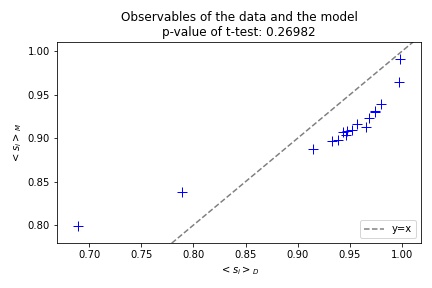 Observables of the data and the model
p-value of t-test: 0.26982
1.00
0.95
0.90
0.85
0.80
< s_i >_M
0.70 0.75 0.80 0.85 0.90 0.95 1.00
< s_i >_D
y=x